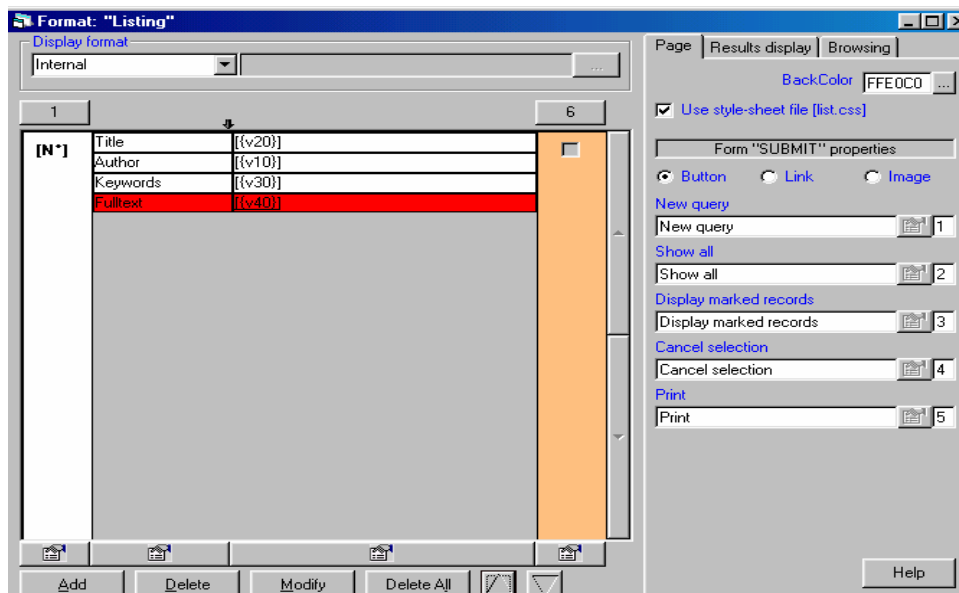 Format: "Listing"
Display format
Internal
...
1
6
[N°]
Title [{v20}]
Author [{v10}]
Keywords [{v30}]
Fulltext [{v40}]
Add Delete Modify Delete All
Page Results display Browsing
BackColor FFE0C0 ...
Use style-sheet file [list.css]
Form "SUBMIT" properties
Button Link Image
New query
New query 1
Show all
Show all 2
Display marked records
Display marked records 3
Cancel selection
Cancel selection 4
Print
Print 5
Help